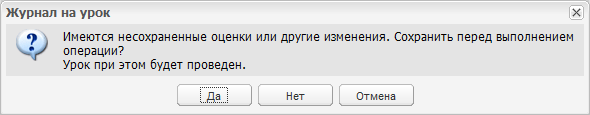 Журнал на урок
Имеются несохраненные оценки или другие изменения. Сохранить перед выполнением
операции?
Урок при этом будет проведен.
Да Нет Отмена